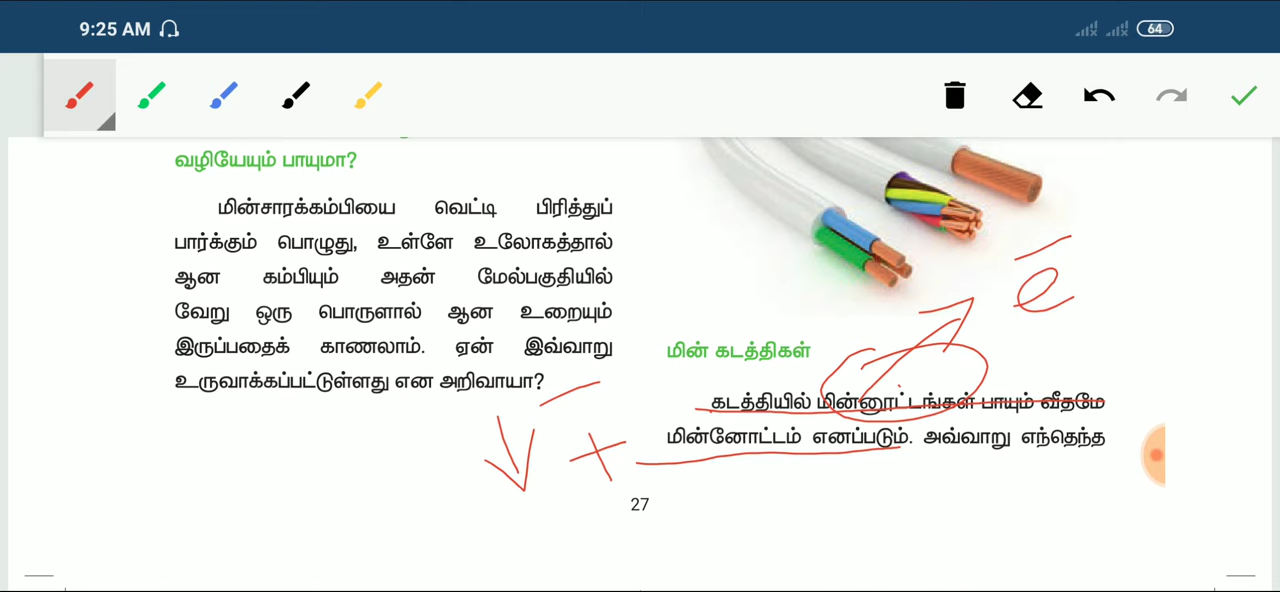 9:25 AM
64
வழியேயும் பாயுமா?
மின்சாரக்கம்பியை வெட்டி பிரித்துப்
பார்க்கும் பொழுது, உள்ளே உலோகத்தால்
ஆன கம்பியும் அதன் மேல்பகுதியில்
வேறு ஒரு பொருளால் ஆன உறையும்
இருப்பதைக் காணலாம். ஏன் இவ்வாறு
உருவாக்கப்பட்டுள்ளது என அறிவாயா?
+
e
மின் கடத்திகள்
கடத்தியில் மின்னூட்டங்கள் பாயும் வீதமே
மின்னோட்டம் எனப்படும். அவ்வாறு எந்தெந்த
27